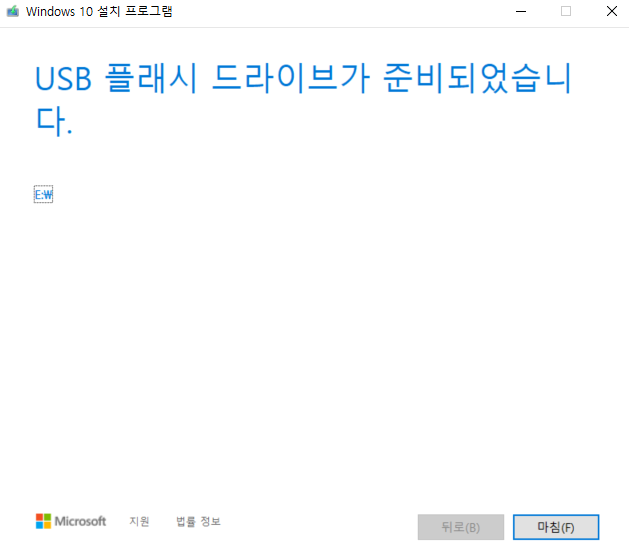 Windows 10 설치 프로그램
USB 플래시 드라이브가 준비되었습니
다.
E:₩
Microsoft 지원 법률 정보
뒤로(B) 마침(F)